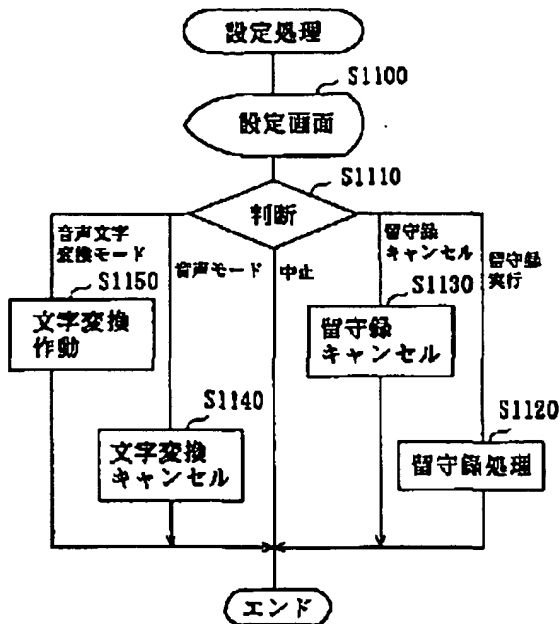 設定処理
S1100
設定画面
S1110
判断
音声文字
変換モード
音声モード
中止
留守録
キャンセル
留守録
実行
S1150
文字変換
作動
S1130
留守録
キャンセル
S1140
文字変換
キャンセル
S1120
留守録処理
エンド